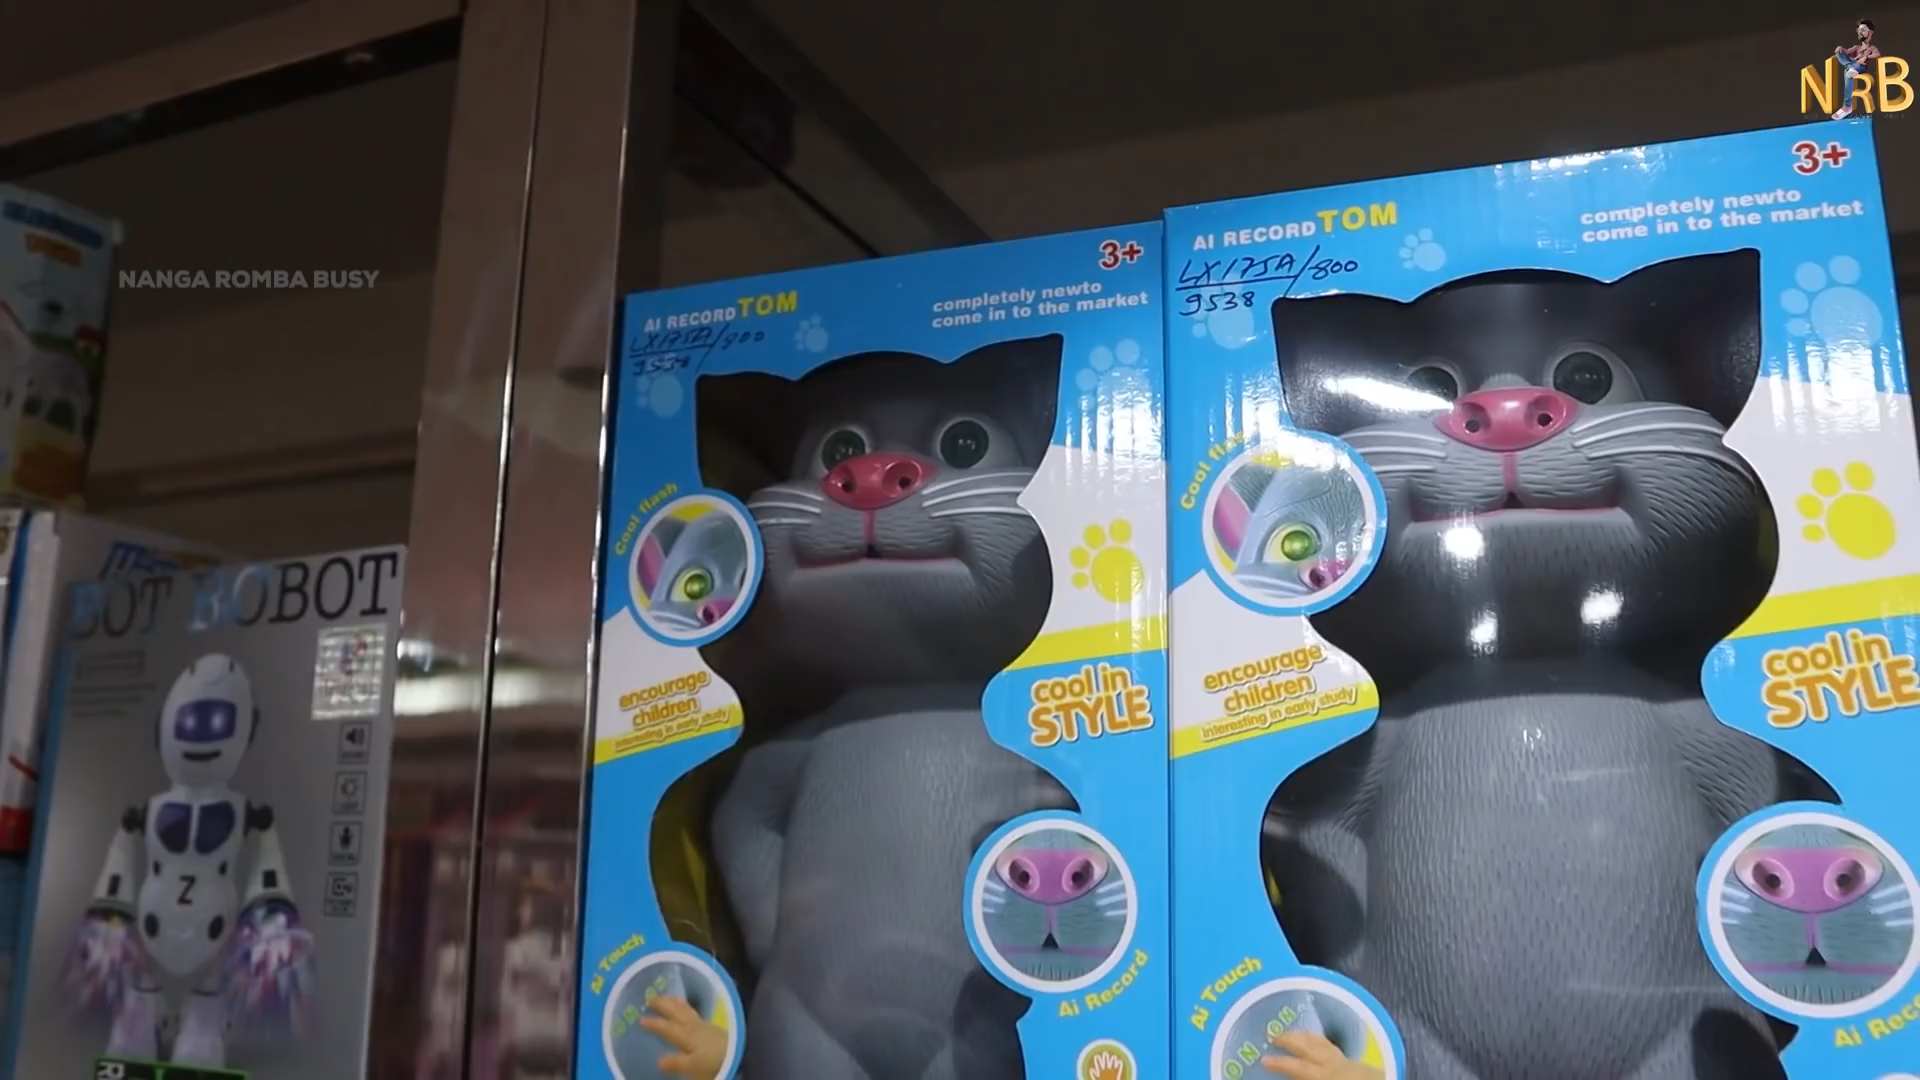 NRB
NANGA ROMBA BUSY
BOT ROBOT
Z
3+
AI RECORD TOM
completely newto
come in to the market
LX175A/800
9538
Cool flash
encourage
children
interesting in early study
cool in
STYLE
Ai Touch
Ai Record
3+
AI RECORD TOM
completely newto
come in to the market
LX175A/800
9538
Cool flash
encourage
children
interesting in early study
cool in
STYLE
Ai Touch
ON.ON.